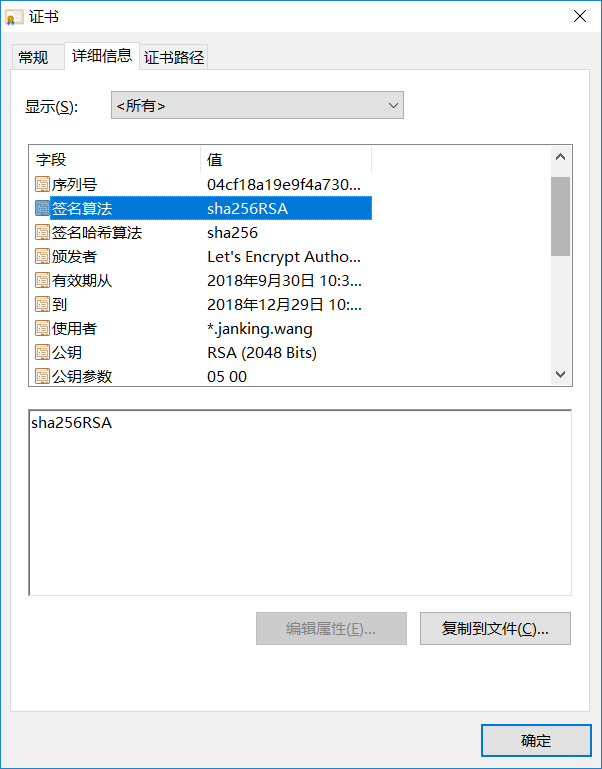 证书
常规 详细信息 证书路径
显示(S): <所有>
字段 值
序列号 04cf18a19e9f4a730...
签名算法 sha256RSA
签名哈希算法 sha256
颁发者 Let's Encrypt Autho...
有效期从 2018年9月30日 10:3...
到 2018年12月29日 10:...
使用者 *.janking.wang
公钥 RSA (2048 Bits)
公钥参数 05 00
sha256RSA
编辑属性(E)... 复制到文件(C)...
确定